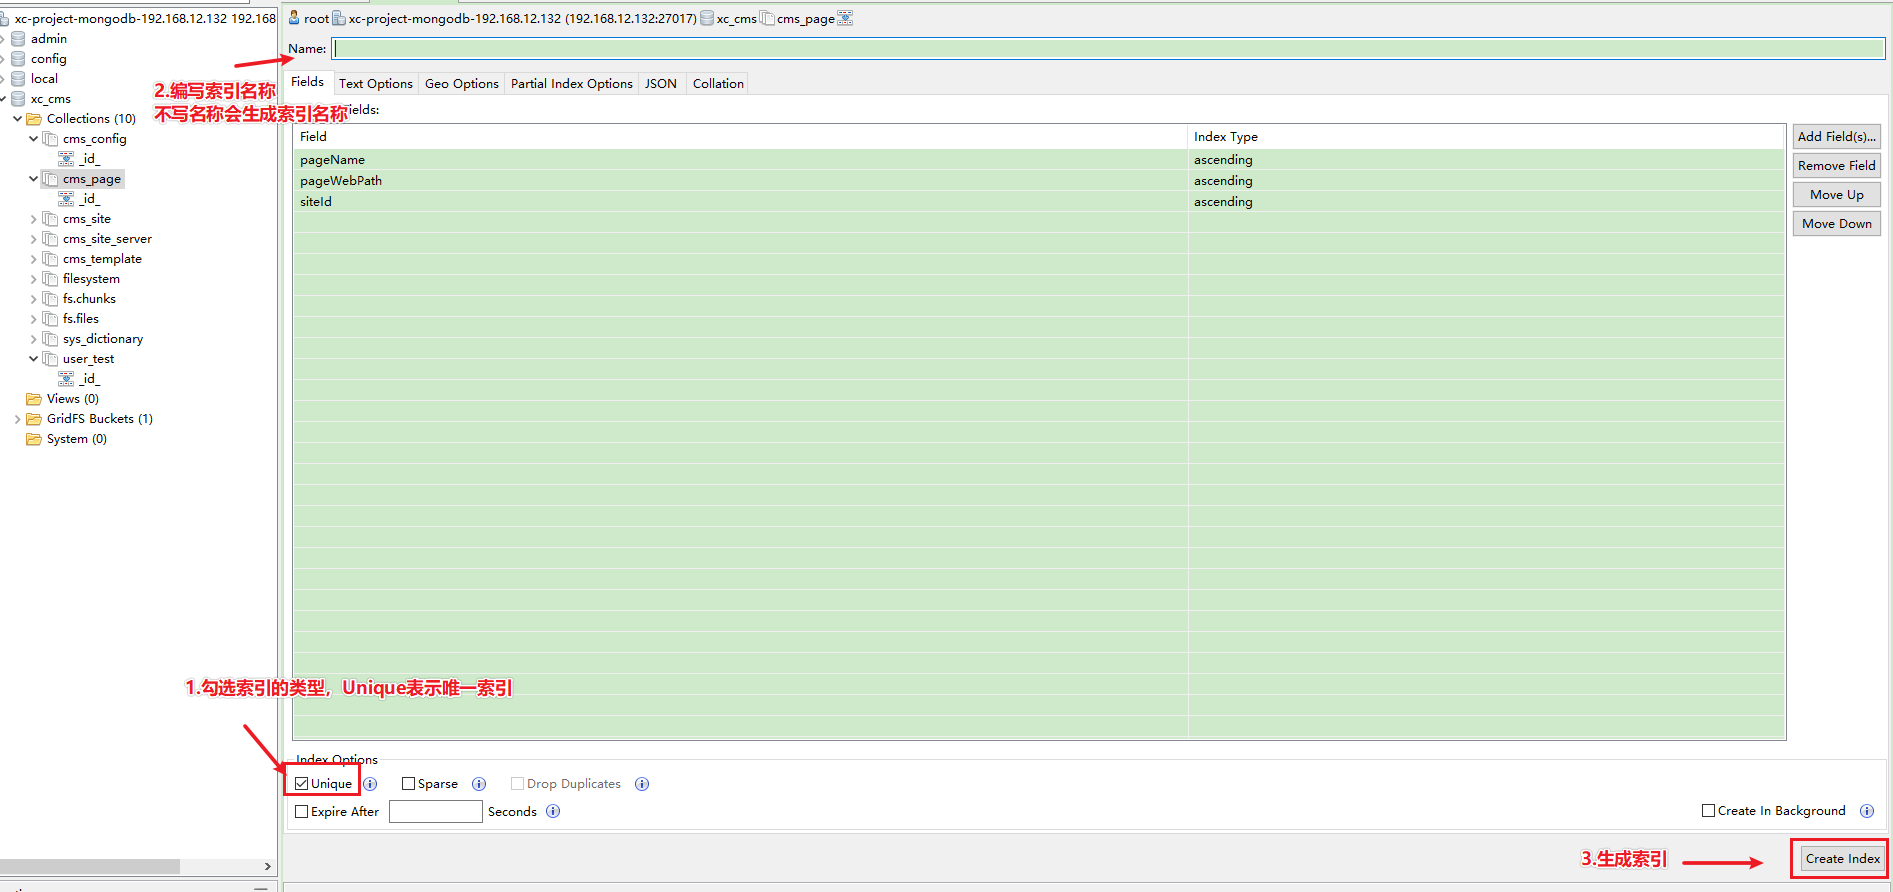 xc-project-mongodb-192.168.12.132 192.168
admin
config
local
xc_cms
Collections (10)
cms_config
_id_
cms_page
_id_
cms_site
cms_site_server
cms_template
filesystem
fs.chunks
fs.files
sys_dictionary
user_test
_id_
Views (0)
GridFS Buckets (1)
System (0)
root xc-project-mongodb-192.168.12.132 (192.168.12.132:27017) xc_cms cms_page
Name:
2.编写索引名称
不写名称会生成索引名称
Fields Text Options Geo Options Partial Index Options JSON Collation
ields:
Field Index Type
pageName ascending
pageWebPath ascending
siteId ascending
Add Field(s)...
Remove Field
Move Up
Move Down
1.勾选索引的类型，Unique表示唯一索引
Index Options
Unique Sparse Drop Duplicates
Expire After Seconds
Create In Background
3.生成索引
Create Index